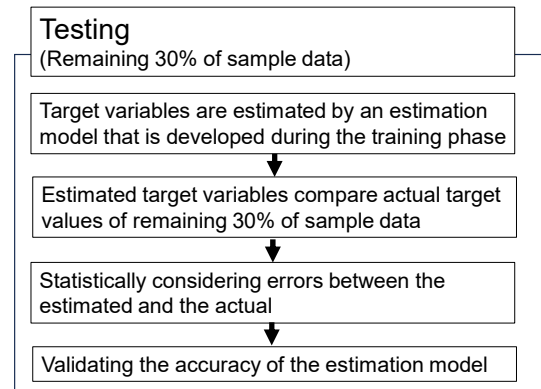 Testing
(Remaining 30% of sample data)
Target variables are estimated by an estimation
model that is developed during the training phase
Estimated target variables compare actual target
values of remaining 30% of sample data
Statistically considering errors between the
estimated and the actual
Validating the accuracy of the estimation model